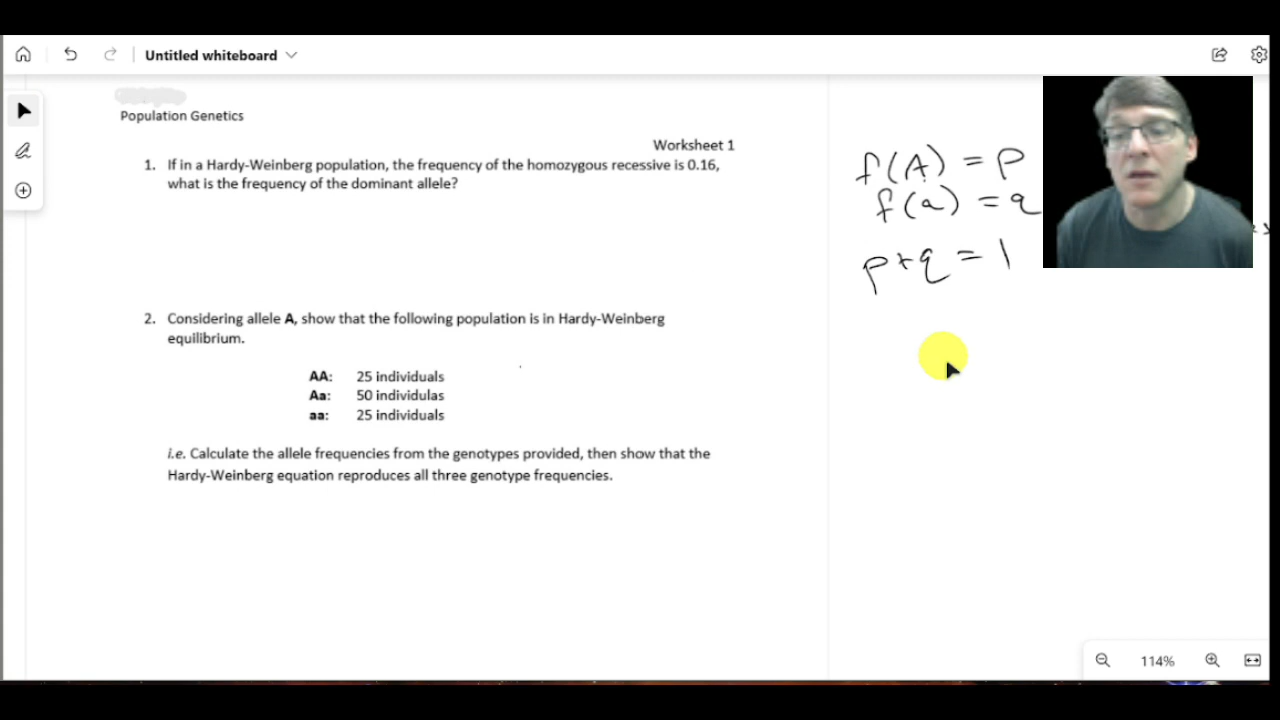 Untitled whiteboard
Population Genetics
Worksheet 1
1. If in a Hardy-Weinberg population, the frequency of the homozygous recessive is 0.16,
what is the frequency of the dominant allele?
2. Considering allele A, show that the following population is in Hardy-Weinberg
equilibrium.
AA: 25 individuals
Aa: 50 individulas
aa: 25 individuals
i.e. Calculate the allele frequencies from the genotypes provided, then show that the
Hardy-Weinberg equation reproduces all three genotype frequencies.
f(A) = p
f(a) = q
p+q = 1
114%